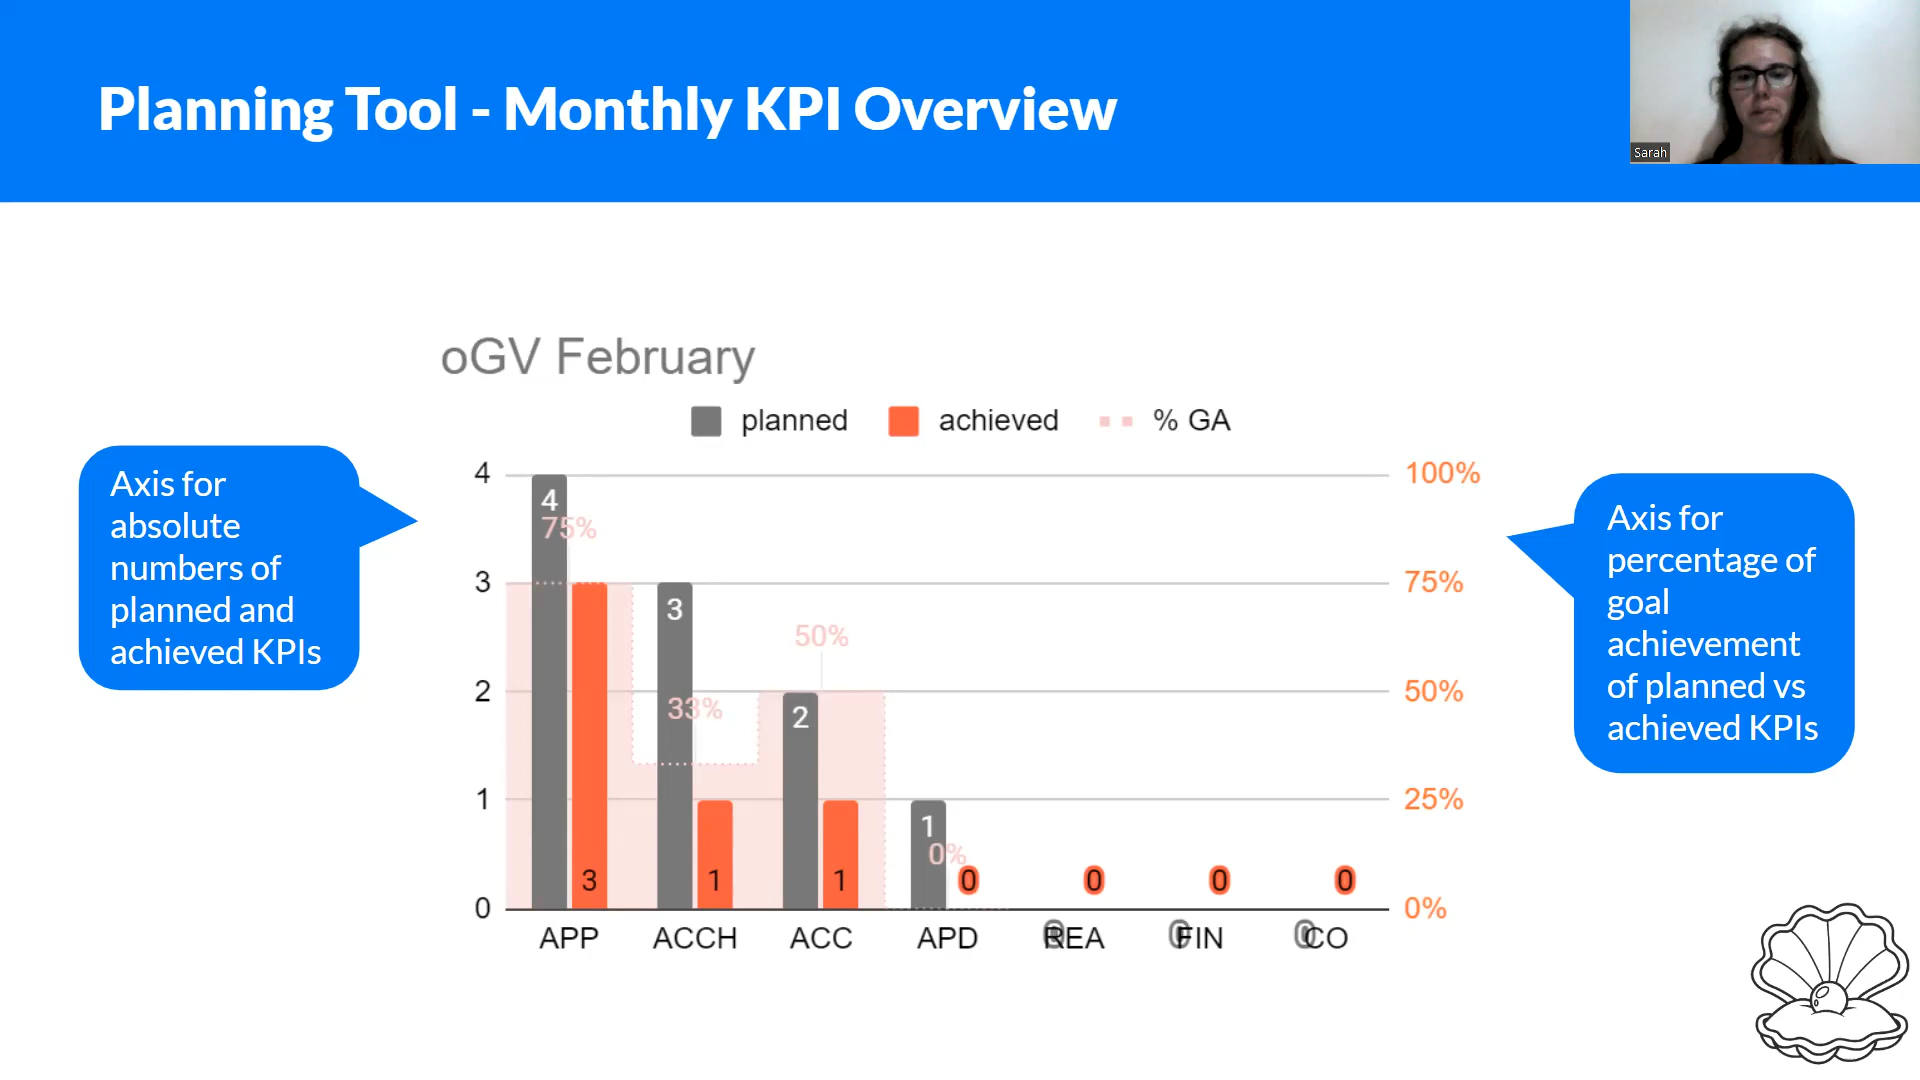 Planning Tool - Monthly KPI Overview
Sarah
oGV February
planned achieved % GA
Axis for
absolute
numbers of
planned and
achieved KPIs
4
3
2
1
0
4
75%
3
3
33%
1
50%
2
1
1
0%
0
0
0
0
100%
75%
50%
25%
0%
0 0 0
APP ACCH ACC APD REA FIN CO
Axis for
percentage of
goal
achievement
of planned vs
achieved KPIs